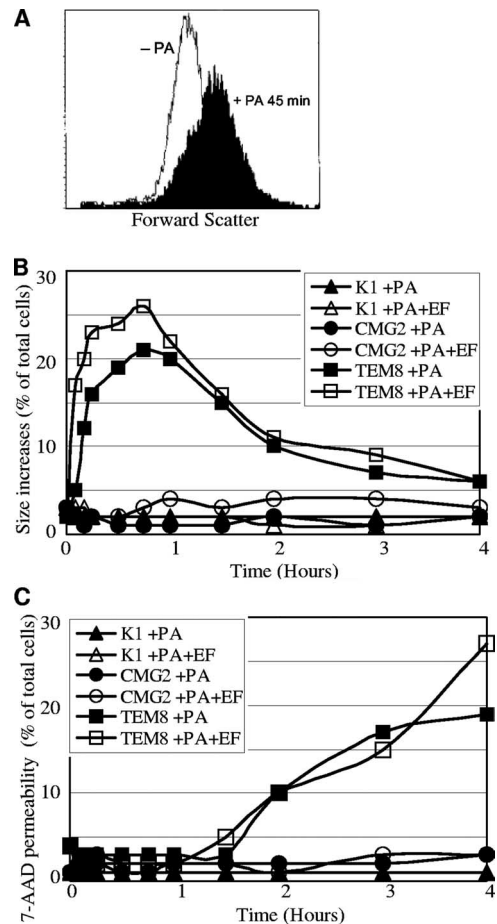 A
– PA
+ PA 45 min
Forward Scatter
B
Size increases (% of total cells)
30
20
10
0
K1 +PA
K1 +PA+EF
CMG2 +PA
CMG2 +PA+EF
TEM8 +PA
TEM8 +PA+EF
0 1 2 3 4
Time (Hours)
C
7-AAD permeability (% of total cells)
30
20
10
0
K1 +PA
K1 +PA+EF
CMG2 +PA
CMG2 +PA+EF
TEM8 +PA
TEM8 +PA+EF
0 1 2 3 4
Time (Hours)